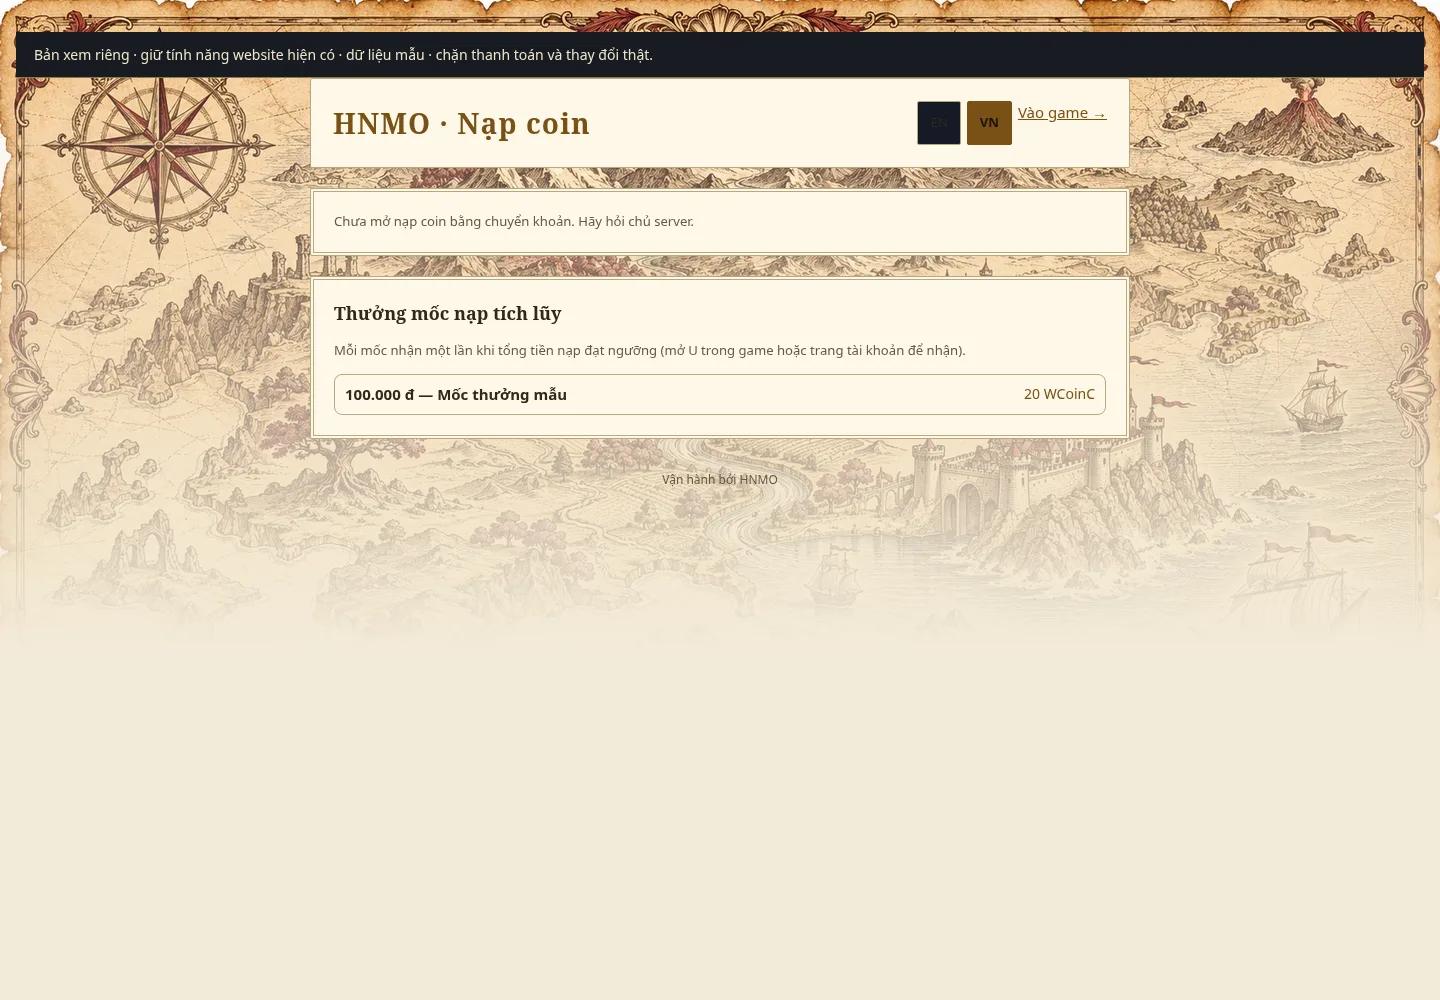 Bản xem riêng · giữ tính năng website hiện có · dữ liệu mẫu · chặn thanh toán và thay đổi thật.
HNMO · Nạp coin
EN
VN
Vào game →
Chưa mở nạp coin bằng chuyển khoản. Hãy hỏi chủ server.
Thưởng mốc nạp tích lũy
Mỗi mốc nhận một lần khi tổng tiền nạp đạt ngưỡng (mở U trong game hoặc trang tài khoản để nhận).
100.000 đ — Mốc thưởng mẫu
20 WCoinC
Vận hành bởi HNMO